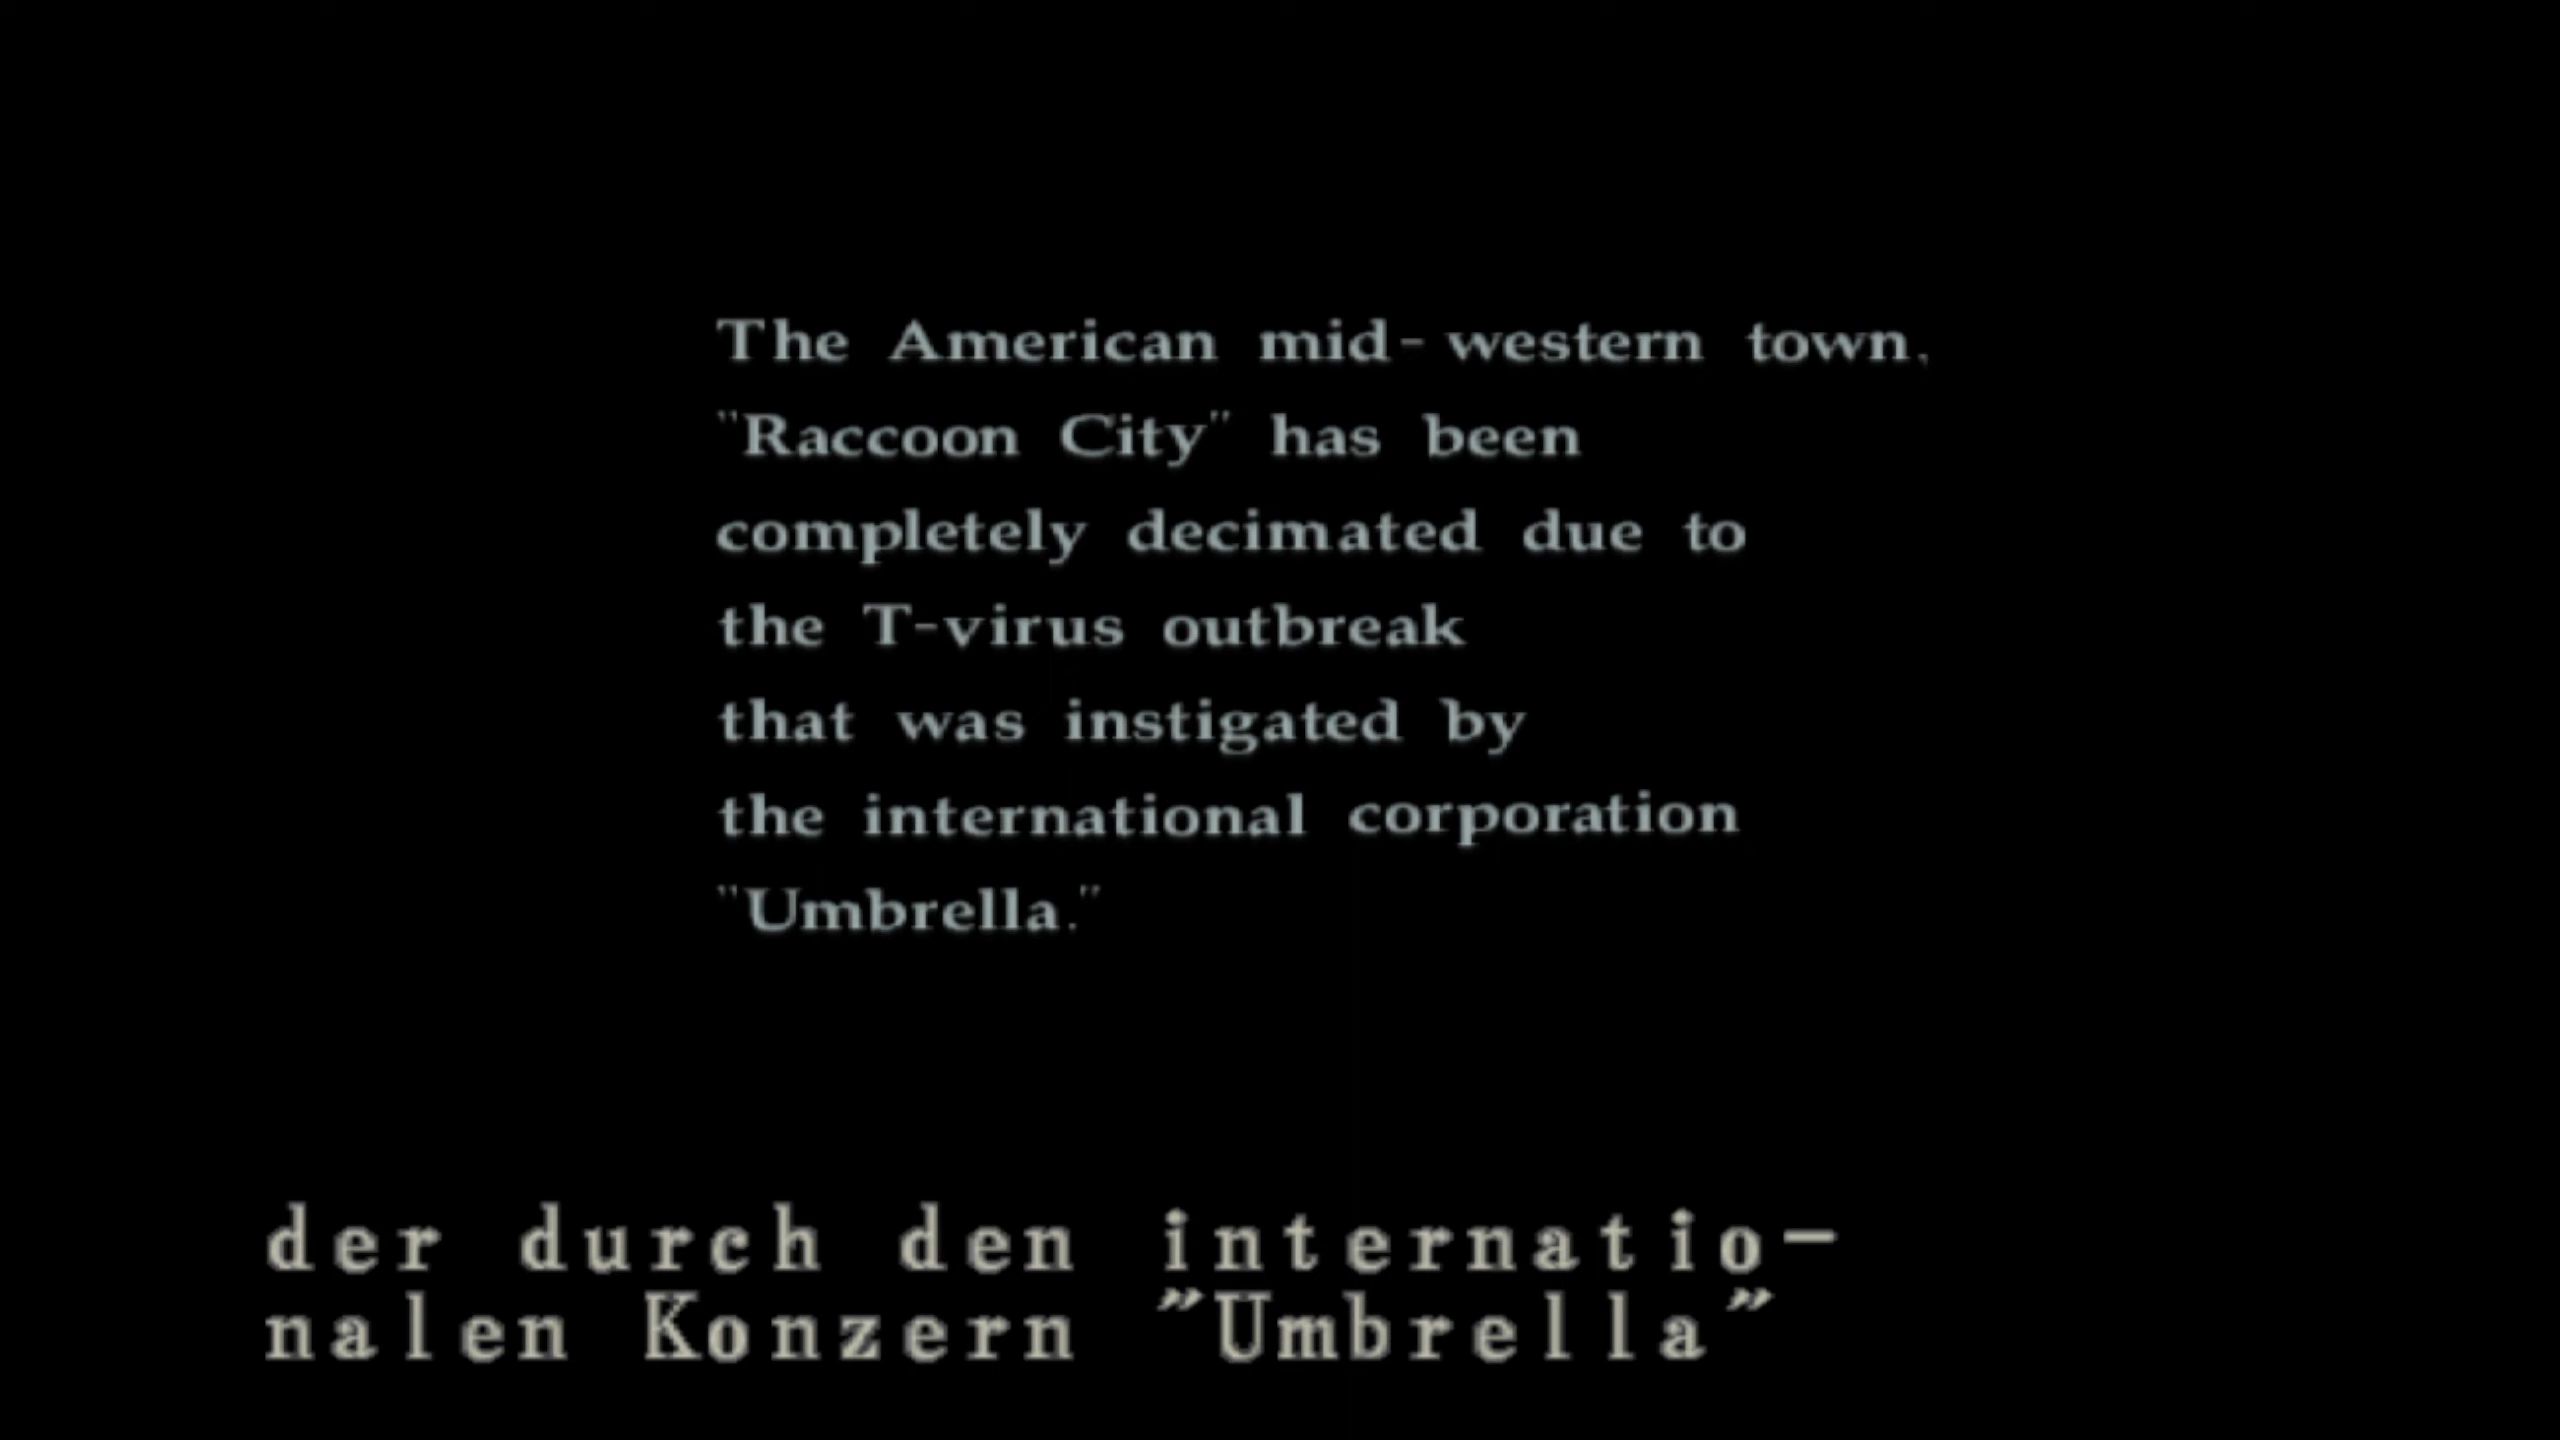 The American mid-western town,
"Raccoon City" has been
completely decimated due to
the T-virus outbreak
that was instigated by
the international corporation
"Umbrella."
der durch den internatio-
nalen Konzern "Umbrella"